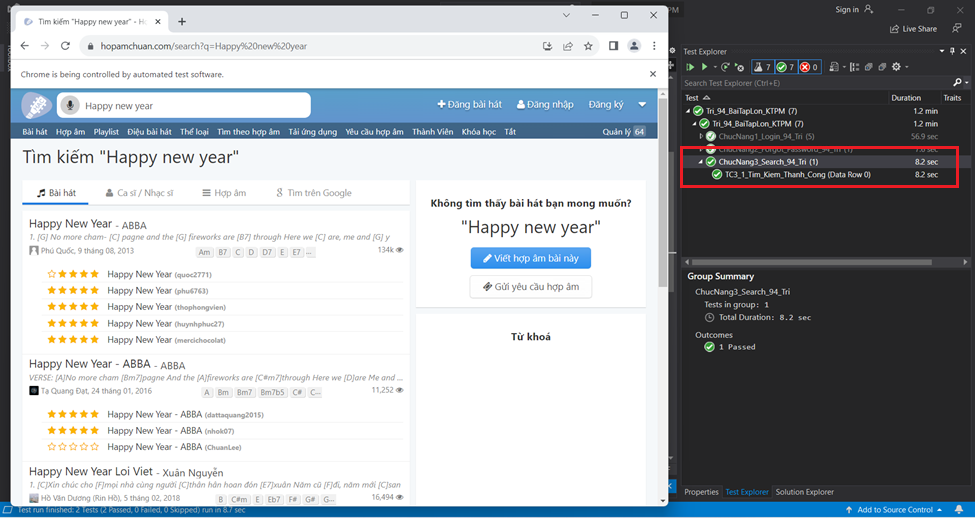 Tìm kiếm "Happy new year" - H
hopamchuan.com/search?q=Happy%20new%20year
Chrome is being controlled by automated test software.
Happy new year
Đăng bài hát Đăng nhập Đăng ký
Bài hát Hợp âm Playlist Điệu bài hát Thể loại Tìm theo hợp âm Tải ứng dụng Yêu cầu hợp âm Thành Viên Khóa học Tắt Quản lý 64
Tìm kiếm "Happy new year"
Bài hát Ca sĩ / Nhạc sĩ Hợp âm Tìm trên Google
Happy New Year - ABBA
1. [G] No more cham- [C] pagne and the [G] fireworks are [B7] through Here we [C] are, me and [G] y
Phú Quốc, 9 tháng 08, 2013 Am B7 C D D7 E E7 ... 134k
Happy New Year (quoc2771)
Happy New Year (phu6763)
Happy New Year (thophongvien)
Happy New Year (huynhphuc27)
Happy New Year (mercichocolat)
Happy New Year - ABBA - ABBA
VERSE: [A]No more cham [Bm7]pagne And the [A]fireworks are [C#m7]through Here we [D]are Me and ...
Tạ Quang Đạt, 24 tháng 01, 2016 A Bm Bm7 Bm7b5 C# C... 11,252
Happy New Year - ABBA (dattaquang2015)
Happy New Year - ABBA (nhok07)
Happy New Year - ABBA (ChuanLee)
Happy New Year Loi Viet - Xuân Nguyễn
1. [C]Xin chúc cho [F]mọi nhà cùng người [C]thân hân hoan đón [E7]xuân Năm cũ [F]đi, năm mới [C]san
Hồ Văn Dương (Rin Hồ), 5 tháng 02, 2018 B C#m E Eb7 F# G# G... 16,494
Không tìm thấy bài hát bạn mong muốn?
"Happy new year"
Viết hợp âm bài này
Gửi yêu cầu hợp âm
Từ khoá
PM
Sign in
Live Share
Test Explorer
7 7 0
Search Test Explorer (Ctrl+E)
Test Duration Traits
Tri_94_BaiTapLon_KTPM (7) 1.2 min
Tri_94_BaiTapLon_KTPM (7) 1.2 min
ChucNang1_Login_94_Tri (5) 56.9 sec
ChucNang2_Forgot_Password_94_Tri (1) 7.0 sec
ChucNang3_Search_94_Tri (1) 8.2 sec
TC3_1_Tim_Kiem_Thanh_Cong (Data Row 0) 8.2 sec
Group Summary
ChucNang3_Search_94_Tri
Tests in group: 1
Total Duration: 8.2 sec
Outcomes
1 Passed
Properties Test Explorer Solution Explorer
Test run finished: 2 Tests (2 Passed, 0 Failed, 0 Skipped) run in 8.7 sec
Add to Source Control